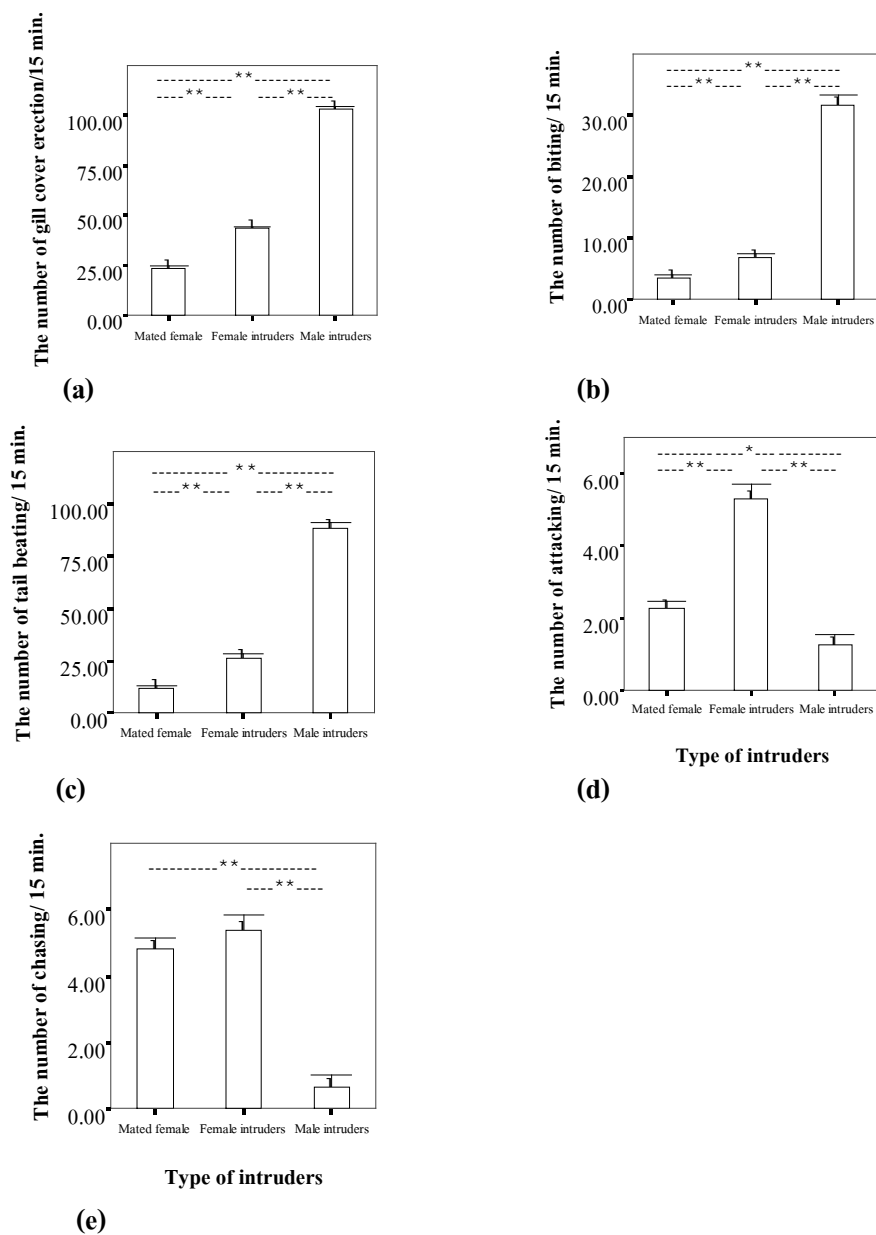 The number of gill cover erection/15 min.
100.00
75.00
50.00
25.00
0.00
**
** **
Mated female Female intruders Male intruders
(a)
The number of biting/ 15 min.
30.00
20.00
10.00
0.00
**
** **
Mated female Female intruders Male intruders
(b)
The number of tail beating/ 15 min.
100.00
75.00
50.00
25.00
0.00
**
** **
Mated female Female intruders Male intruders
(c)
The number of attacking/ 15 min.
6.00
4.00
2.00
0.00
*
** **
Mated female Female intruders Male intruders
Type of intruders
(d)
The number of chasing/ 15 min.
6.00
4.00
2.00
0.00
**
**
Mated female Female intruders Male intruders
Type of intruders
(e)